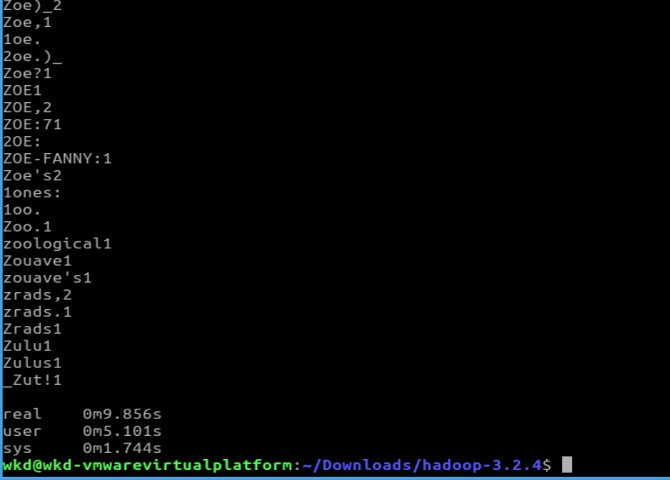 Zoe)_2
Zoe,1
1oe.
2oe.)_
Zoe?1
ZOE1
ZOE,2
ZOE:71
2OE:
ZOE-FANNY:1
Zoe's2
1ones:
1oo.
Zoo.1
zoological1
Zouave1
zouave's1
zrads,2
zrads.1
Zrads1
Zulu1
Zulus1
_Zut!1
real 0m9.856s
user 0m5.101s
sys 0m1.744s
wkd@wkd-vmwarevirtualplatform:~/Downloads/hadoop-3.2.4$